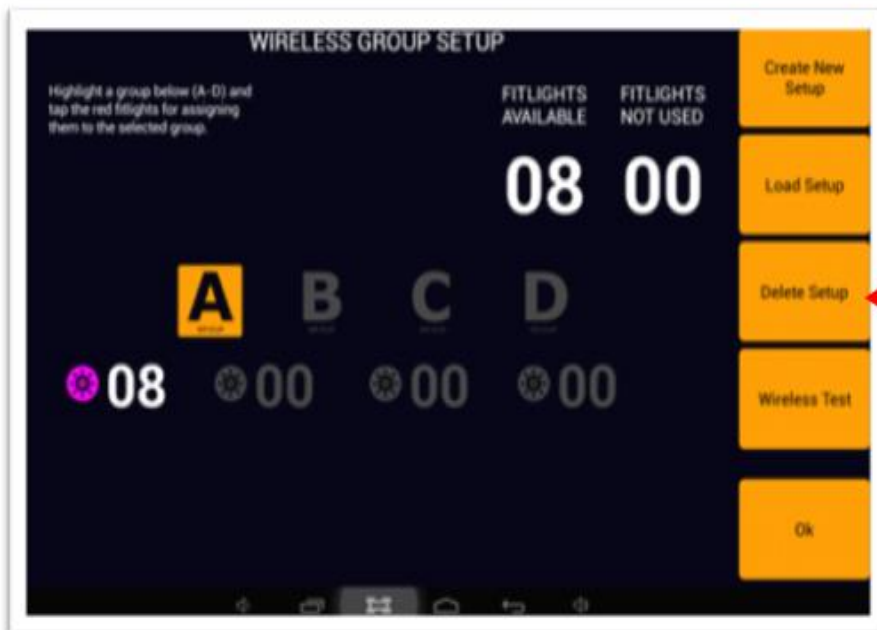 WIRELESS GROUP SETUP
Highlight a group below (A-D) and
tap the red fitlights for assigning
them to the selected group.
FITLIGHTS
AVAILABLE
FITLIGHTS
NOT USED
08
00
A
B
C
D
08
00
00
00
Create New
Setup
Load Setup
Delete Setup
Wireless Test
Ok